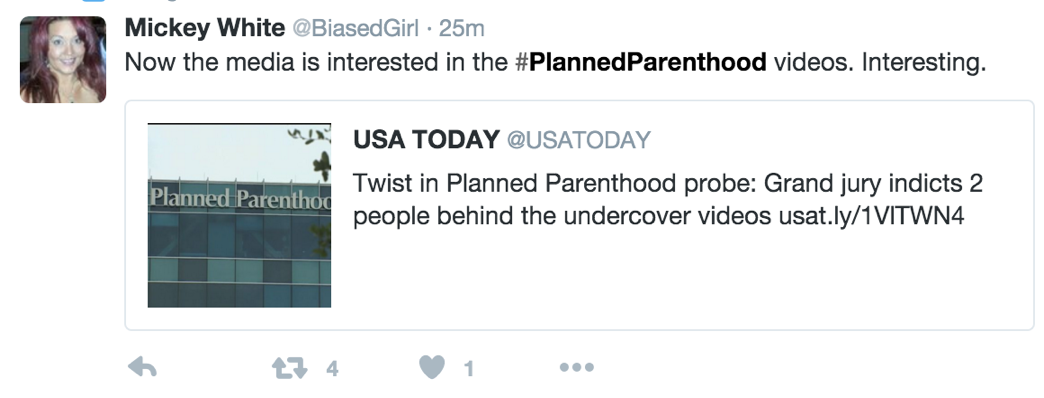 Mickey White @BiasedGirl · 25m
Now the media is interested in the #PlannedParenthood videos. Interesting.
Planned Parenthoo
USA TODAY @USATODAY
Twist in Planned Parenthood probe: Grand jury indicts 2
people behind the undercover videos usat.ly/1VlTWN4
4
1